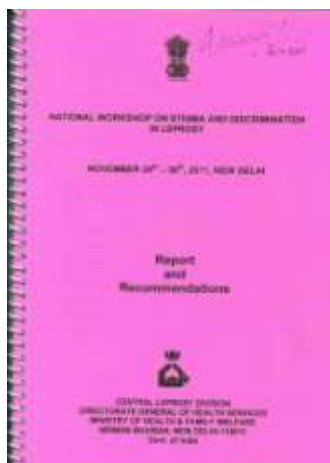 NATIONAL WORKSHOP ON STIGMA AND DISCRIMINATION
IN LEPROSY
NOVEMBER 29TH – 30TH, 2011, NEW DELHI
Report
and
Recommendations
CENTRAL LEPROSY DIVISION
DIRECTORATE GENERAL OF HEALTH SERVICES
MINISTRY OF HEALTH & FAMILY WELFARE
NIRMAN BHAWAN, NEW DELHI-110011
Govt. of India